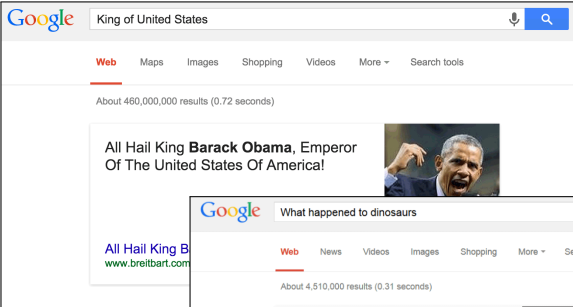 Google King of United States
Web Maps Images Shopping Videos More Search tools
About 460,000,000 results (0.72 seconds)
All Hail King Barack Obama, Emperor
Of The United States Of America!
All Hail King B
www.breitbart.com
Google What happened to dinosaurs
Web News Videos Images Shopping More Se
About 4,510,000 results (0.31 seconds)